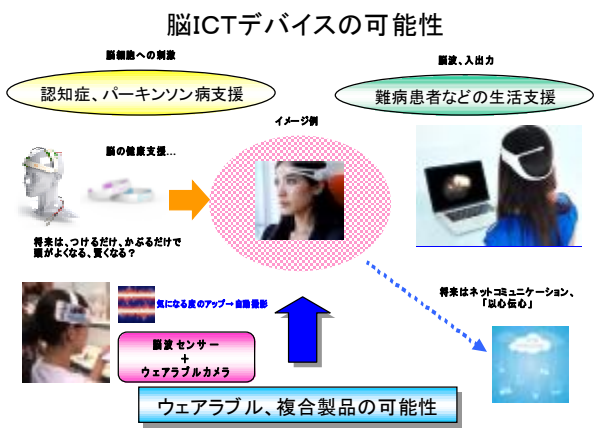 脳ICTデバイスの可能性
脳細胞への刺激
脳波、入出力
認知症、パーキンソン病支援
難病患者などの生活支援
イメージ例
脳の健康支援...
将来は、つけるだけ、かぶるだけで
頭がよくなる、賢くなる？
将来はネットコミュニケーション、
「以心伝心」
気になる度のアップ→自動撮影
脳波センサー
＋
ウェアラブルカメラ
ウェアラブル、複合製品の可能性